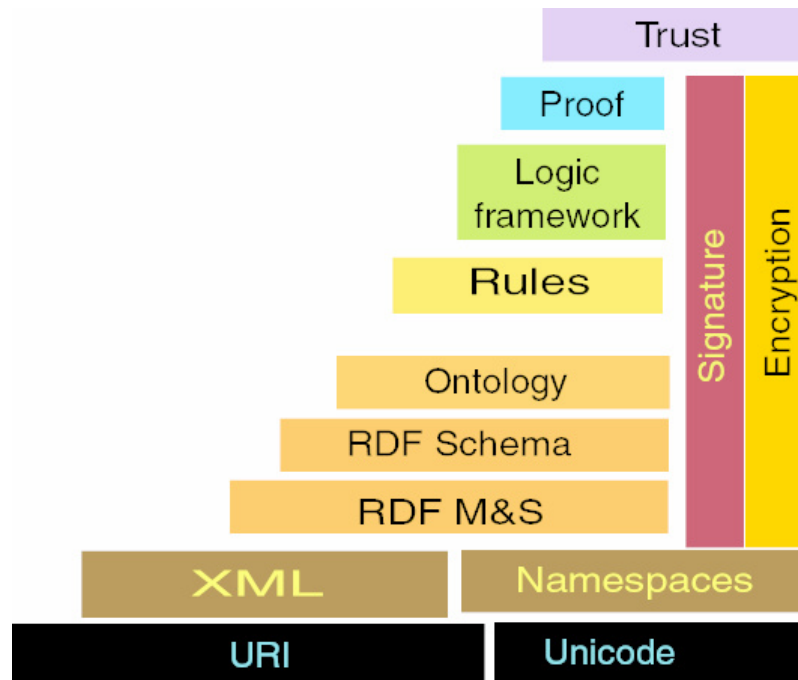 Trust
Proof
Logic
framework
Rules
Ontology
RDF Schema
RDF M&S
Signature
Encryption
XML
Namespaces
URI
Unicode